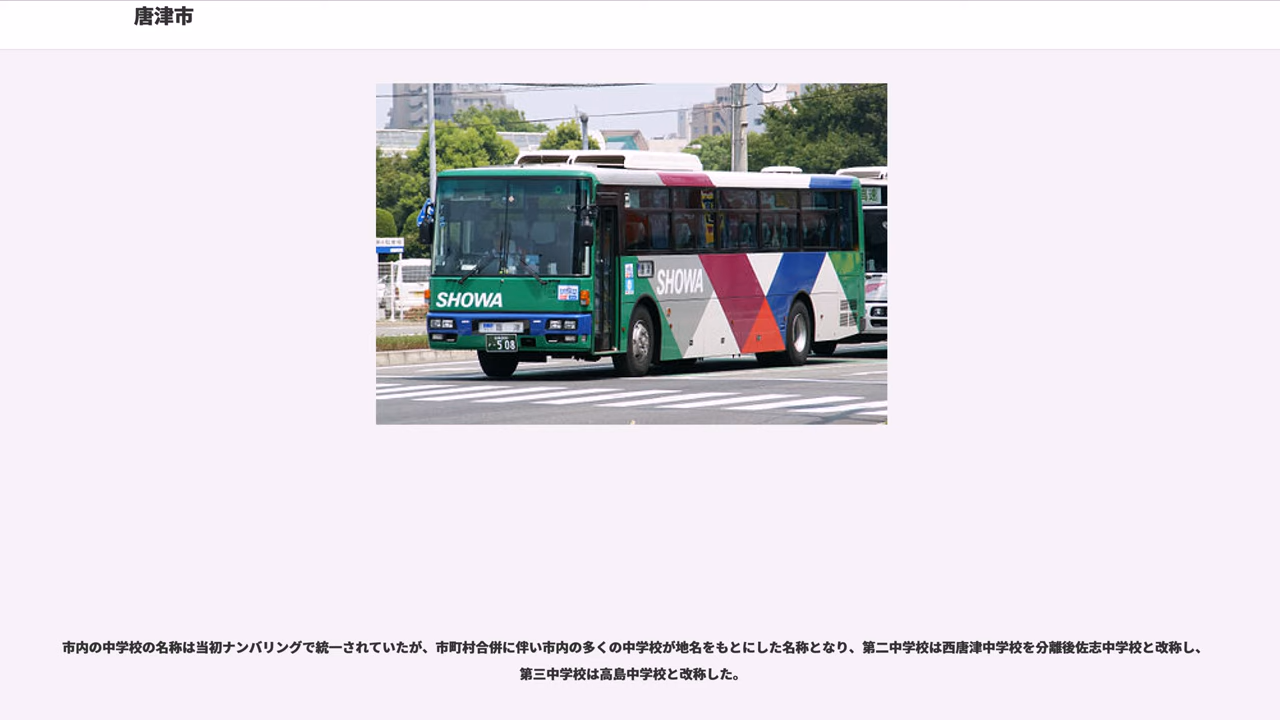 唐津市
SHOWA
SHOWA
508
市内の中学校の名称は当初ナンバリングで統一されていたが、市町村合併に伴い市内の多くの中学校が地名をもとにした名称となり、第二中学校は西唐津中学校を分離後佐志中学校と改称し、
第三中学校は高島中学校と改称した。